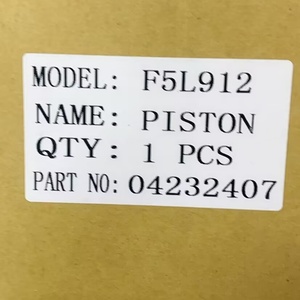 MODEL: F5L912
NAME: PISTON
QTY: 1 PCS
PART NO: 04232407